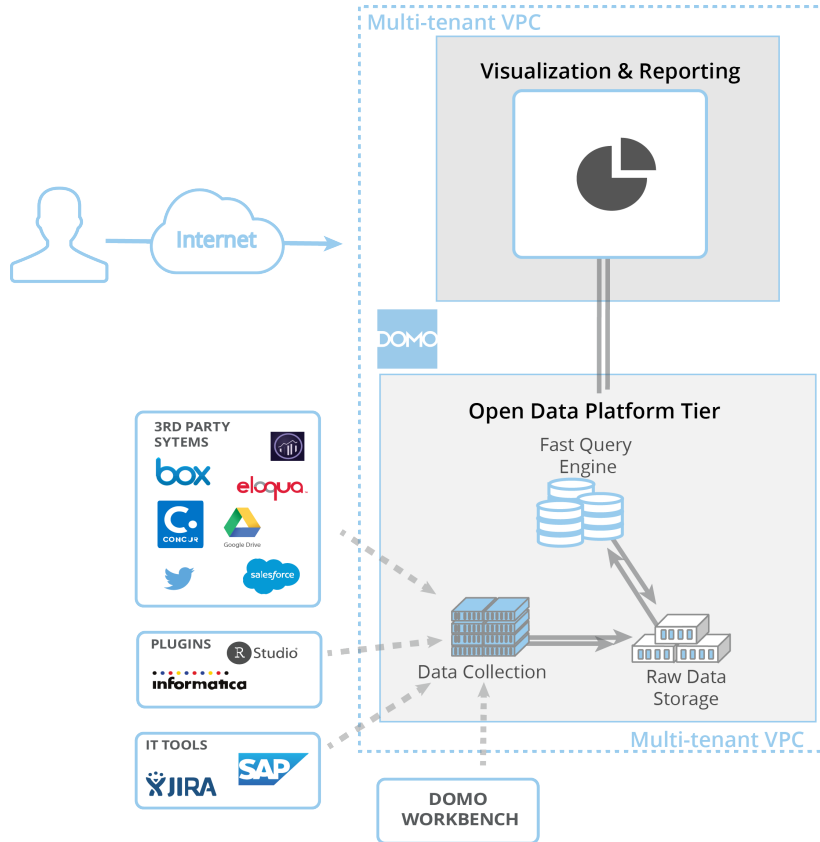 Multi-tenant VPC
Visualization & Reporting
Internet
DOMO
Open Data Platform Tier
Fast Query
Engine
3RD PARTY
SYTEMS
box
eloqua
C.
CONCUR
Google Drive
salesforce
PLUGINS
R Studio
informatica
Data Collection
Raw Data
Storage
Multi-tenant VPC
IT TOOLS
SAP
JIRA
DOMO
WORKBENCH